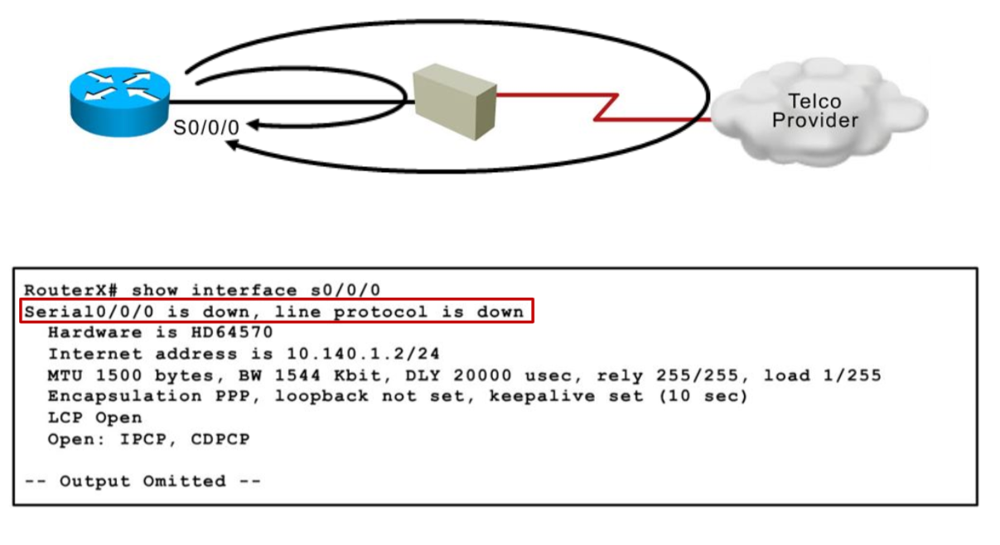 Telco
Provider
S0/0/0
RouterX# show interface s0/0/0
Serial0/0/0 is down, line protocol is down
Hardware is HD64570
Internet address is 10.140.1.2/24
MTU 1500 bytes, BW 1544 Kbit, DLY 20000 usec, rely 255/255, load 1/255
Encapsulation PPP, loopback not set, keepalive set (10 sec)
LCP Open
Open: IPCP, CDPCP
-- Output Omitted --